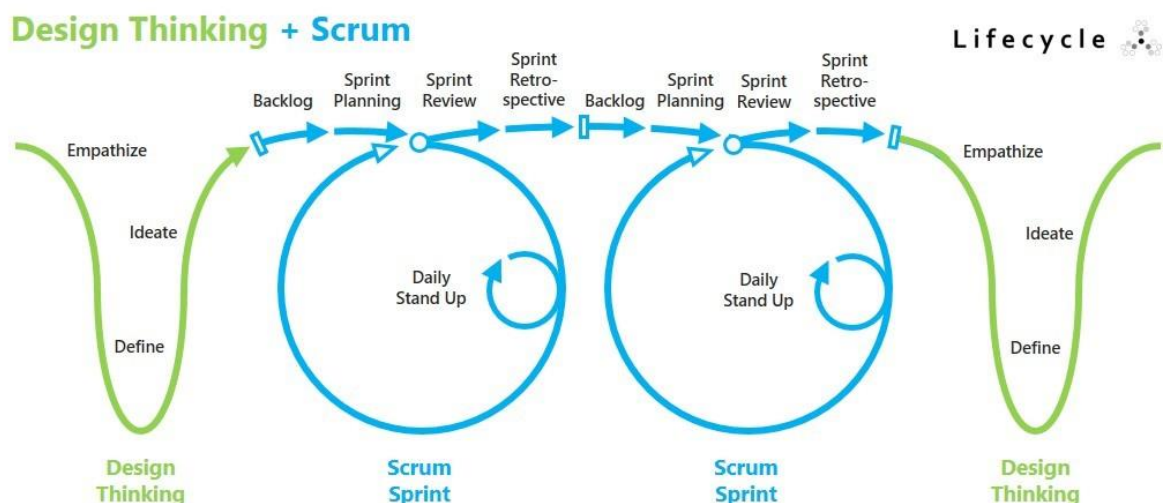 Design Thinking + Scrum
Lifecycle
Backlog
Sprint
Planning
Sprint
Review
Sprint
Retro-
spective
Backlog
Sprint
Planning
Sprint
Review
Sprint
Retro-
spective
Empathize
Ideate
Define
Daily
Stand Up
Daily
Stand Up
Empathize
Ideate
Define
Design
Thinking
Scrum
Sprint
Scrum
Sprint
Design
Thinking